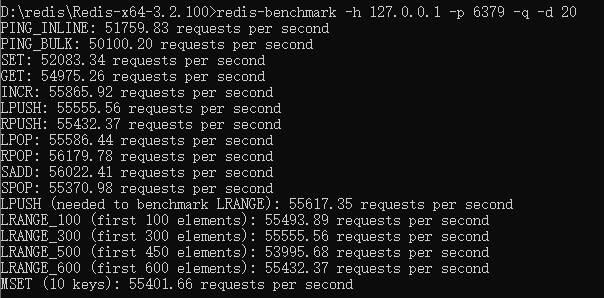 D:\redis\Redis-x64-3.2.100>redis-benchmark -h 127.0.0.1 -p 6379 -q -d 20
PING_INLINE: 51759.83 requests per second
PING_BULK: 50100.20 requests per second
SET: 52083.34 requests per second
GET: 54975.26 requests per second
INCR: 55865.92 requests per second
LPUSH: 55555.56 requests per second
RPUSH: 55432.37 requests per second
LPOP: 55586.44 requests per second
RPOP: 56179.78 requests per second
SADD: 56022.41 requests per second
SPOP: 55370.98 requests per second
LPUSH (needed to benchmark LRANGE): 55617.35 requests per second
LRANGE_100 (first 100 elements): 55493.89 requests per second
LRANGE_300 (first 300 elements): 55555.56 requests per second
LRANGE_500 (first 450 elements): 53995.68 requests per second
LRANGE_600 (first 600 elements): 55432.37 requests per second
MSET (10 keys): 55401.66 requests per second